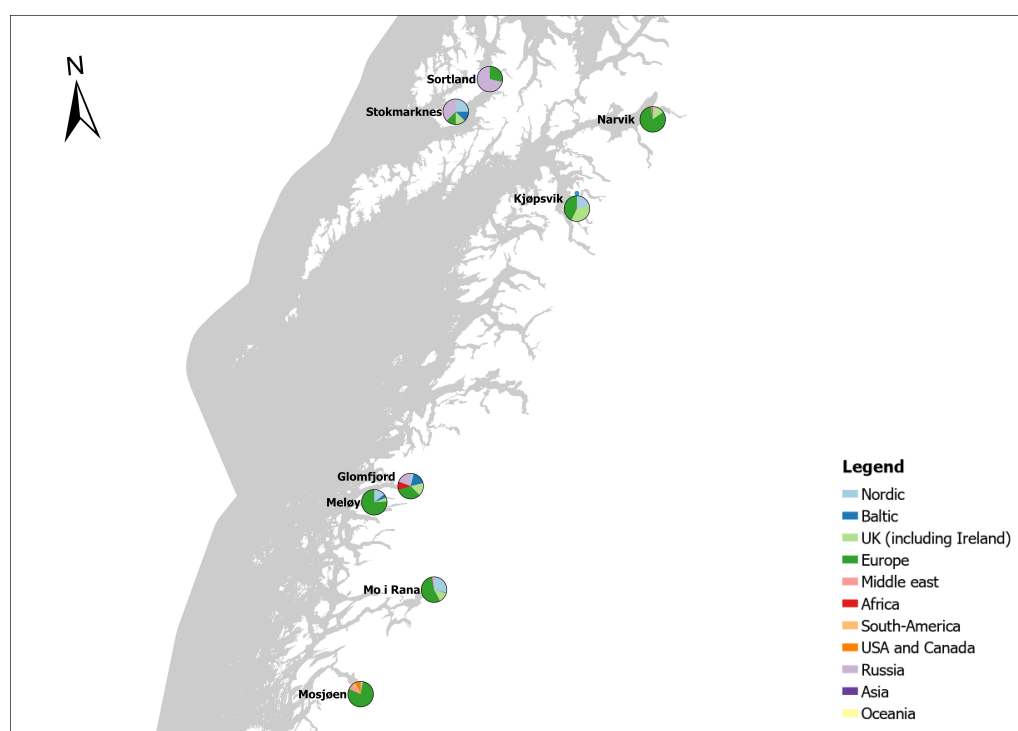 N
Sortland
Stokmarknes
Narvik
Kjøpsvik
Glomfjord
Meløy
Mo i Rana
Mosjøen
Legend
Nordic
Baltic
UK (including Ireland)
Europe
Middle east
Africa
South-America
USA and Canada
Russia
Asia
Oceania